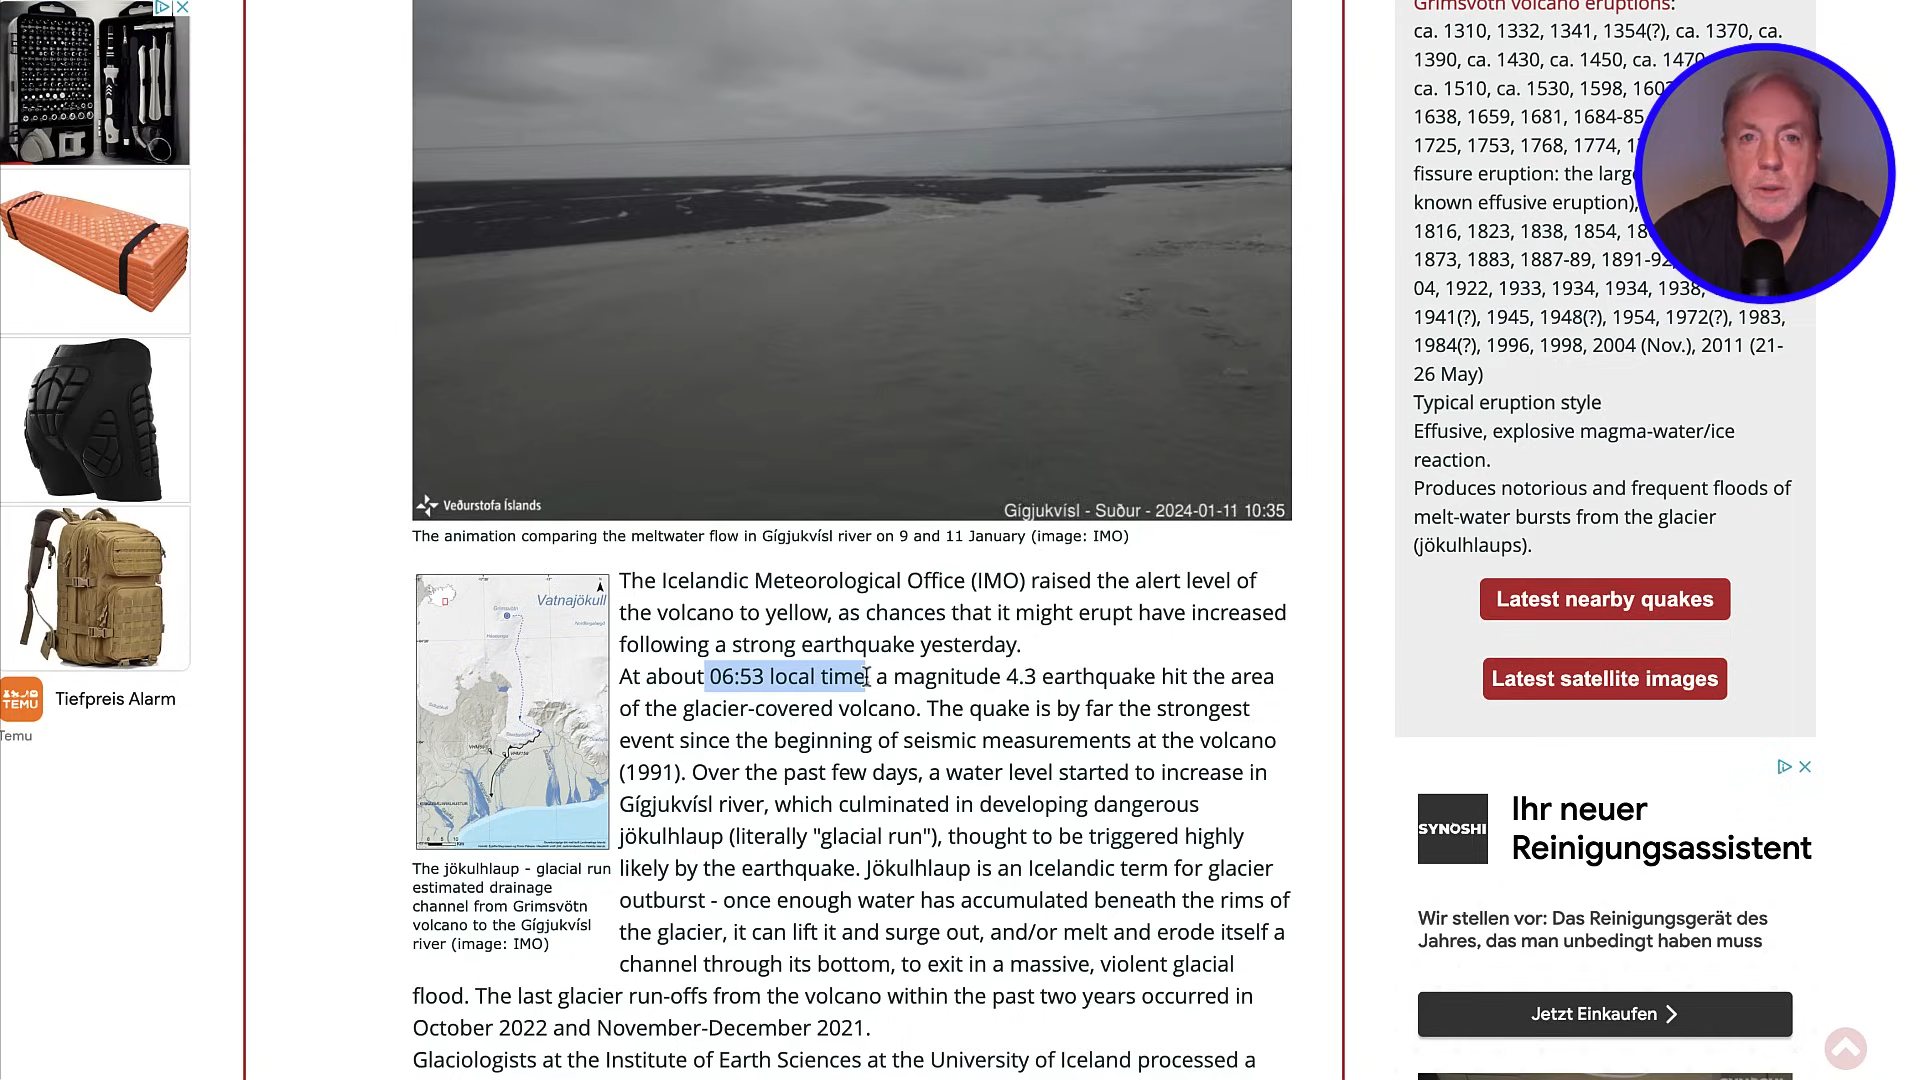 Grimsvötn volcano eruptions:
ca. 1310, 1332, 1341, 1354(?), ca. 1370, ca.
1390, ca. 1430, ca. 1450, ca. 1470
ca. 1510, ca. 1530, 1598, 160
1638, 1659, 1681, 1684-85
1725, 1753, 1768, 1774, 1
fissure eruption: the larg
known effusive eruption),
1816, 1823, 1838, 1854, 18
1873, 1883, 1887-89, 1891-92
04, 1922, 1933, 1934, 1934, 1938,
1941(?), 1945, 1948(?), 1954, 1972(?), 1983,
1984(?), 1996, 1998, 2004 (Nov.), 2011 (21-
26 May)
Typical eruption style
Effusive, explosive magma-water/ice
reaction.
Produces notorious and frequent floods of
melt-water bursts from the glacier
(jökulhlaups).
Latest nearby quakes
Latest satellite images
Veðurstofa Íslands
Gígjukvísl - Suður - 2024-01-11 10:35
The animation comparing the meltwater flow in Gígjukvísl river on 9 and 11 January (image: IMO)
Vatnajökull
Grímsvötn
The jökulhlaup - glacial run
estimated drainage
channel from Grimsvötn
volcano to the Gígjukvísl
river (image: IMO)
The Icelandic Meteorological Office (IMO) raised the alert level of
the volcano to yellow, as chances that it might erupt have increased
following a strong earthquake yesterday.
At about 06:53 local time, a magnitude 4.3 earthquake hit the area
of the glacier-covered volcano. The quake is by far the strongest
event since the beginning of seismic measurements at the volcano
(1991). Over the past few days, a water level started to increase in
Gígjukvísl river, which culminated in developing dangerous
jökulhlaup (literally "glacial run"), thought to be triggered highly
likely by the earthquake. Jökulhlaup is an Icelandic term for glacier
outburst - once enough water has accumulated beneath the rims of
the glacier, it can lift it and surge out, and/or melt and erode itself a
channel through its bottom, to exit in a massive, violent glacial
flood. The last glacier run-offs from the volcano within the past two years occurred in
October 2022 and November-December 2021.
Glaciologists at the Institute of Earth Sciences at the University of Iceland processed a
TEMU
Tiefpreis Alarm
Temu
SYNOSHI
Ihr neuer
Reinigungsassistent
Wir stellen vor: Das Reinigungsgerät des
Jahres, das man unbedingt haben muss
Jetzt Einkaufen